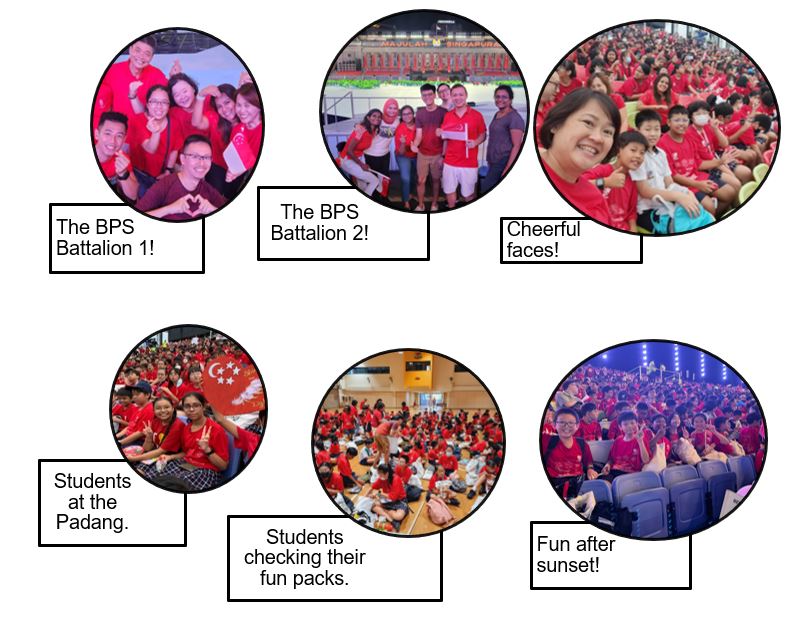 MAJULAH SINGAPURA
The BPS
Battalion 1!
The BPS
Battalion 2!
Cheerful
faces!
Students
at the
Padang.
Students
checking their
fun packs.
Fun after
sunset!